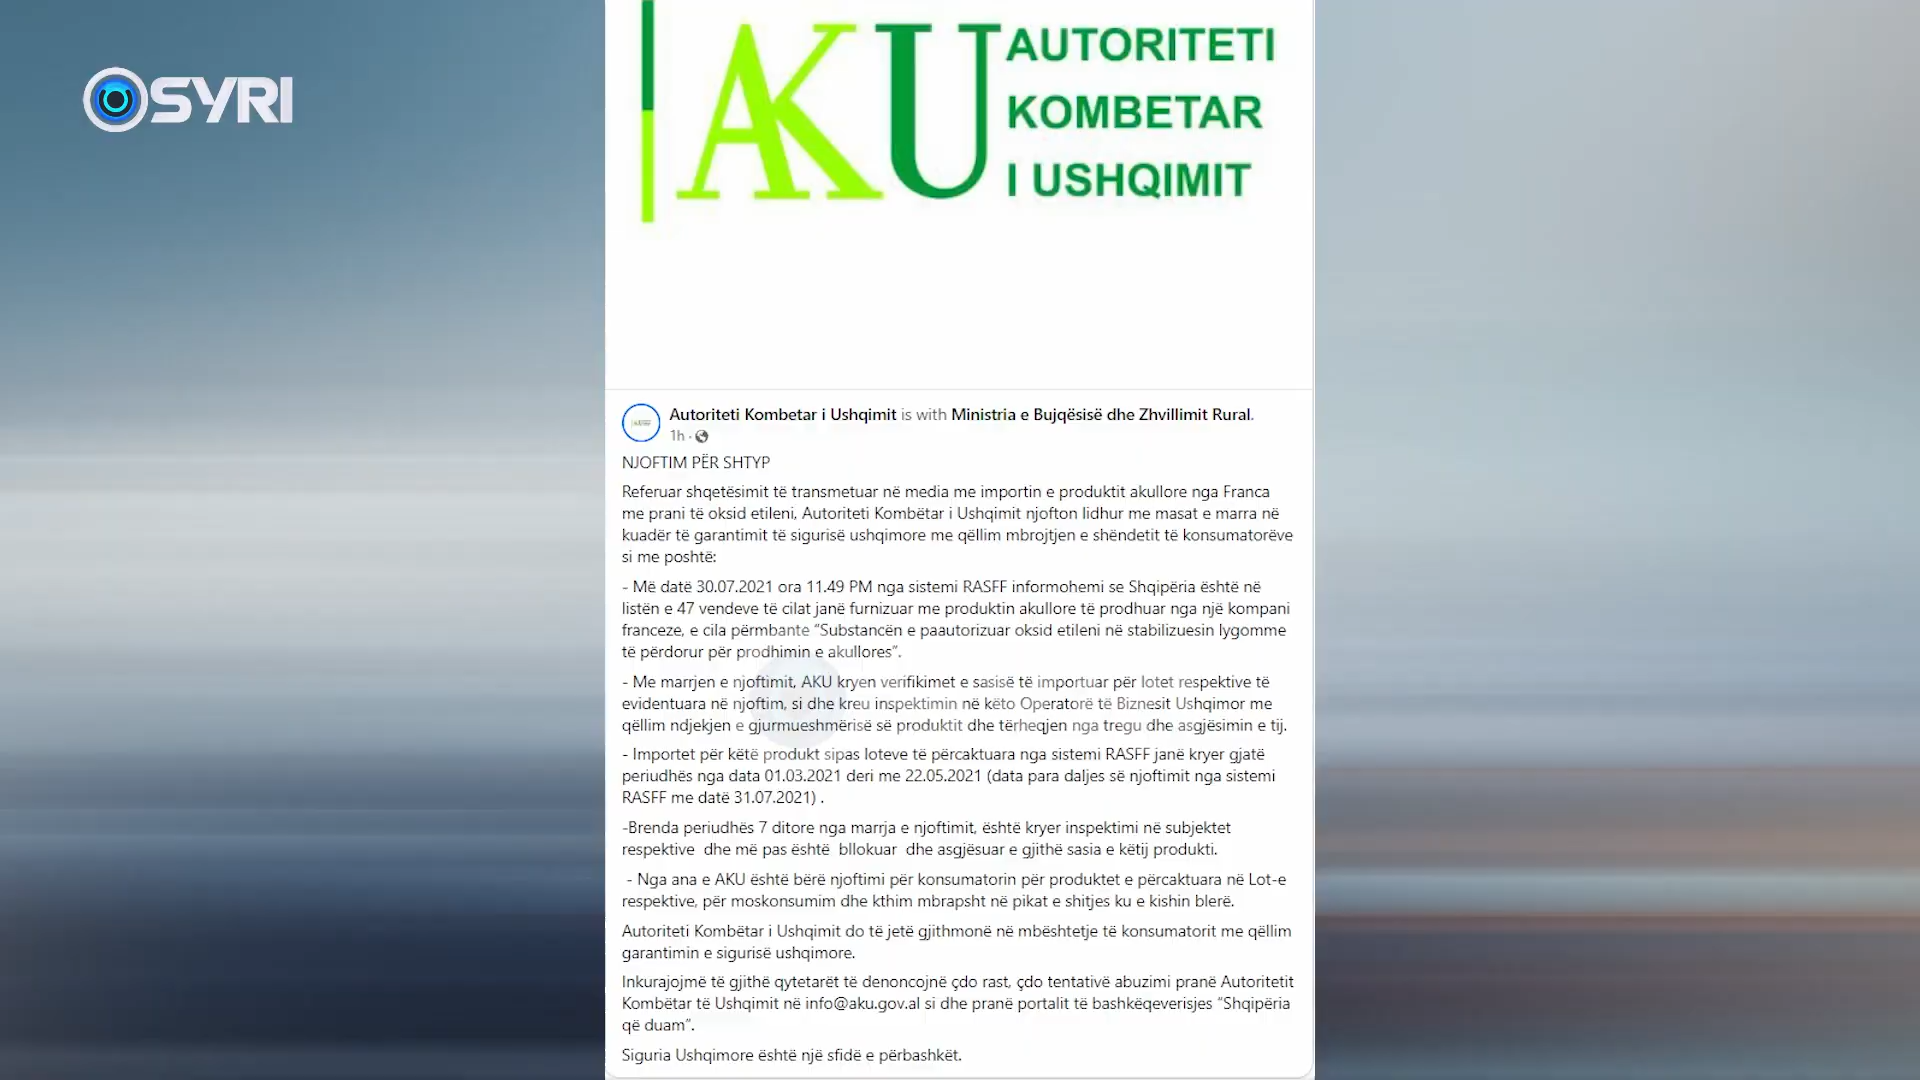 SYRI
AKU
AUTORITETI
KOMBETAR
I USHQIMIT
Autoriteti Kombetar i Ushqimit is with Ministria e Bujqësisë dhe Zhvillimit Rural.
1h ·
NJOFTIM PËR SHTYP
Referuar shqetësimit të transmetuar në media me importin e produktit akullore nga Franca
me prani të oksid etileni, Autoriteti Kombëtar i Ushqimit njofton lidhur me masat e marra në
kuadër të garantimit të sigurisë ushqimore me qëllim mbrojtjen e shëndetit të konsumatorëve
si me poshtë:
- Më datë 30.07.2021 ora 11.49 PM nga sistemi RASFF informohemi se Shqipëria është në
listën e 47 vendeve të cilat janë furnizuar me produktin akullore të prodhuar nga një kompani
franceze, e cila përmbante “Substancën e paautorizuar oksid etileni në stabilizuesin lygomme
të përdorur për prodhimin e akullores”.
- Me marrjen e njoftimit, AKU kryen verifikimet e sasisë të importuar për lotet respektive të
evidentuara në njoftim, si dhe kreu inspektimin në këto Operatorë të Biznesit Ushqimor me
qëllim ndjekjen e gjurmueshmërisë së produktit dhe tërheqjen nga tregu dhe asgjësimin e tij.
- Importet për këtë produkt sipas loteve të përcaktuara nga sistemi RASFF janë kryer gjatë
periudhës nga data 01.03.2021 deri me 22.05.2021 (data para daljes së njoftimit nga sistemi
RASFF me datë 31.07.2021) .
-Brenda periudhës 7 ditore nga marrja e njoftimit, është kryer inspektimi në subjektet
respektive dhe më pas është bllokuar dhe asgjësuar e gjithë sasia e këtij produkti.
- Nga ana e AKU është bërë njoftimi për konsumatorin për produktet e përcaktuara në Lot-e
respektive, për moskonsumim dhe kthim mbrapsht në pikat e shitjes ku e kishin blerë.
Autoriteti Kombëtar i Ushqimit do të jetë gjithmonë në mbështetje të konsumatorit me qëllim
garantimin e sigurisë ushqimore.
Inkurajojmë të gjithë qytetarët të denoncojnë çdo rast, çdo tentativë abuzimi pranë Autoritetit
Kombëtar të Ushqimit në info@aku.gov.al si dhe pranë portalit të bashkëqeverisjes “Shqipëria
që duam”.
Siguria Ushqimore është një sfidë e përbashkët.